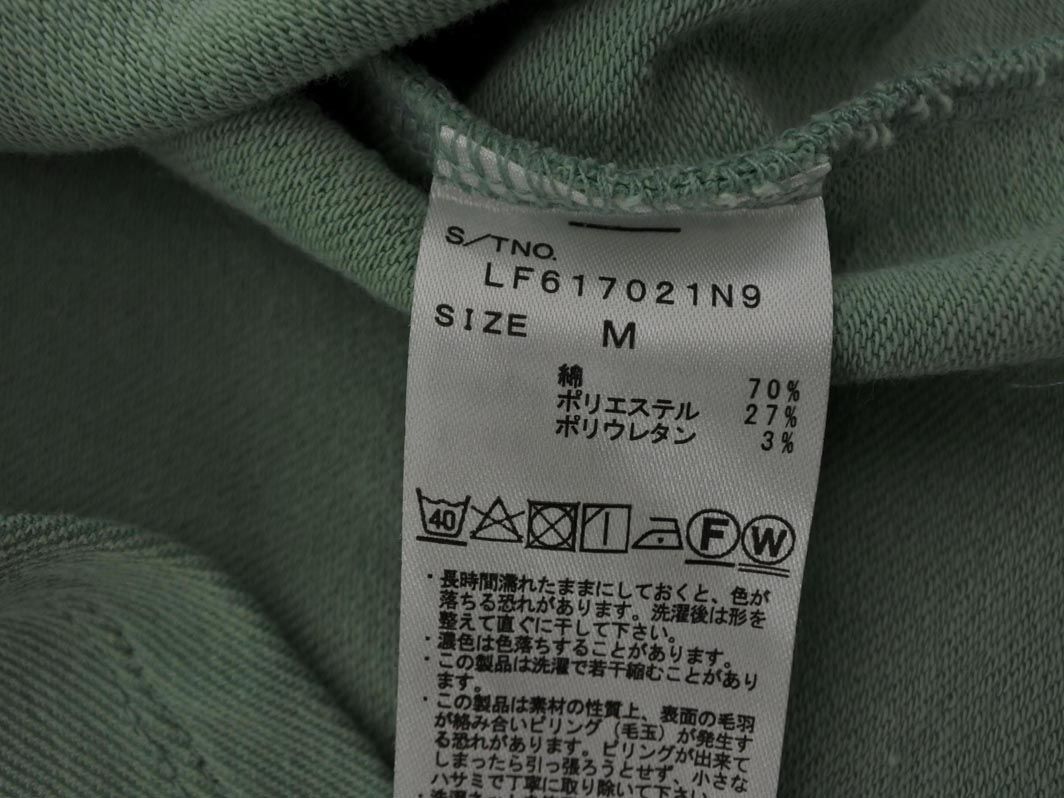 S/TNO.
LF617021N9
SIZE M
綿 70%
ポリエステル 27%
ポリウレタン 3%
40 F W
・長時間濡れたままにしておくと、色が
落ちる恐れがあります。洗濯後は形を
整えて直ぐに干して下さい。
・濃色は色落ちすることがあります。
・この製品は洗濯で若干縮むことがあり
ます。
・この製品は素材の性質上、表面の毛羽
が絡み合いピリング（毛玉）が発生す
る恐れがあります。ピリングが出来て
しまったら引っ張ろうとせず、小さな
ハサミで丁寧に取り除いて下さい。